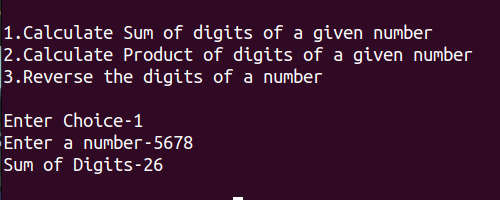 1.Calculate Sum of digits of a given number
2.Calculate Product of digits of a given number
3.Reverse the digits of a number
Enter Choice-1
Enter a number-5678
Sum of Digits-26